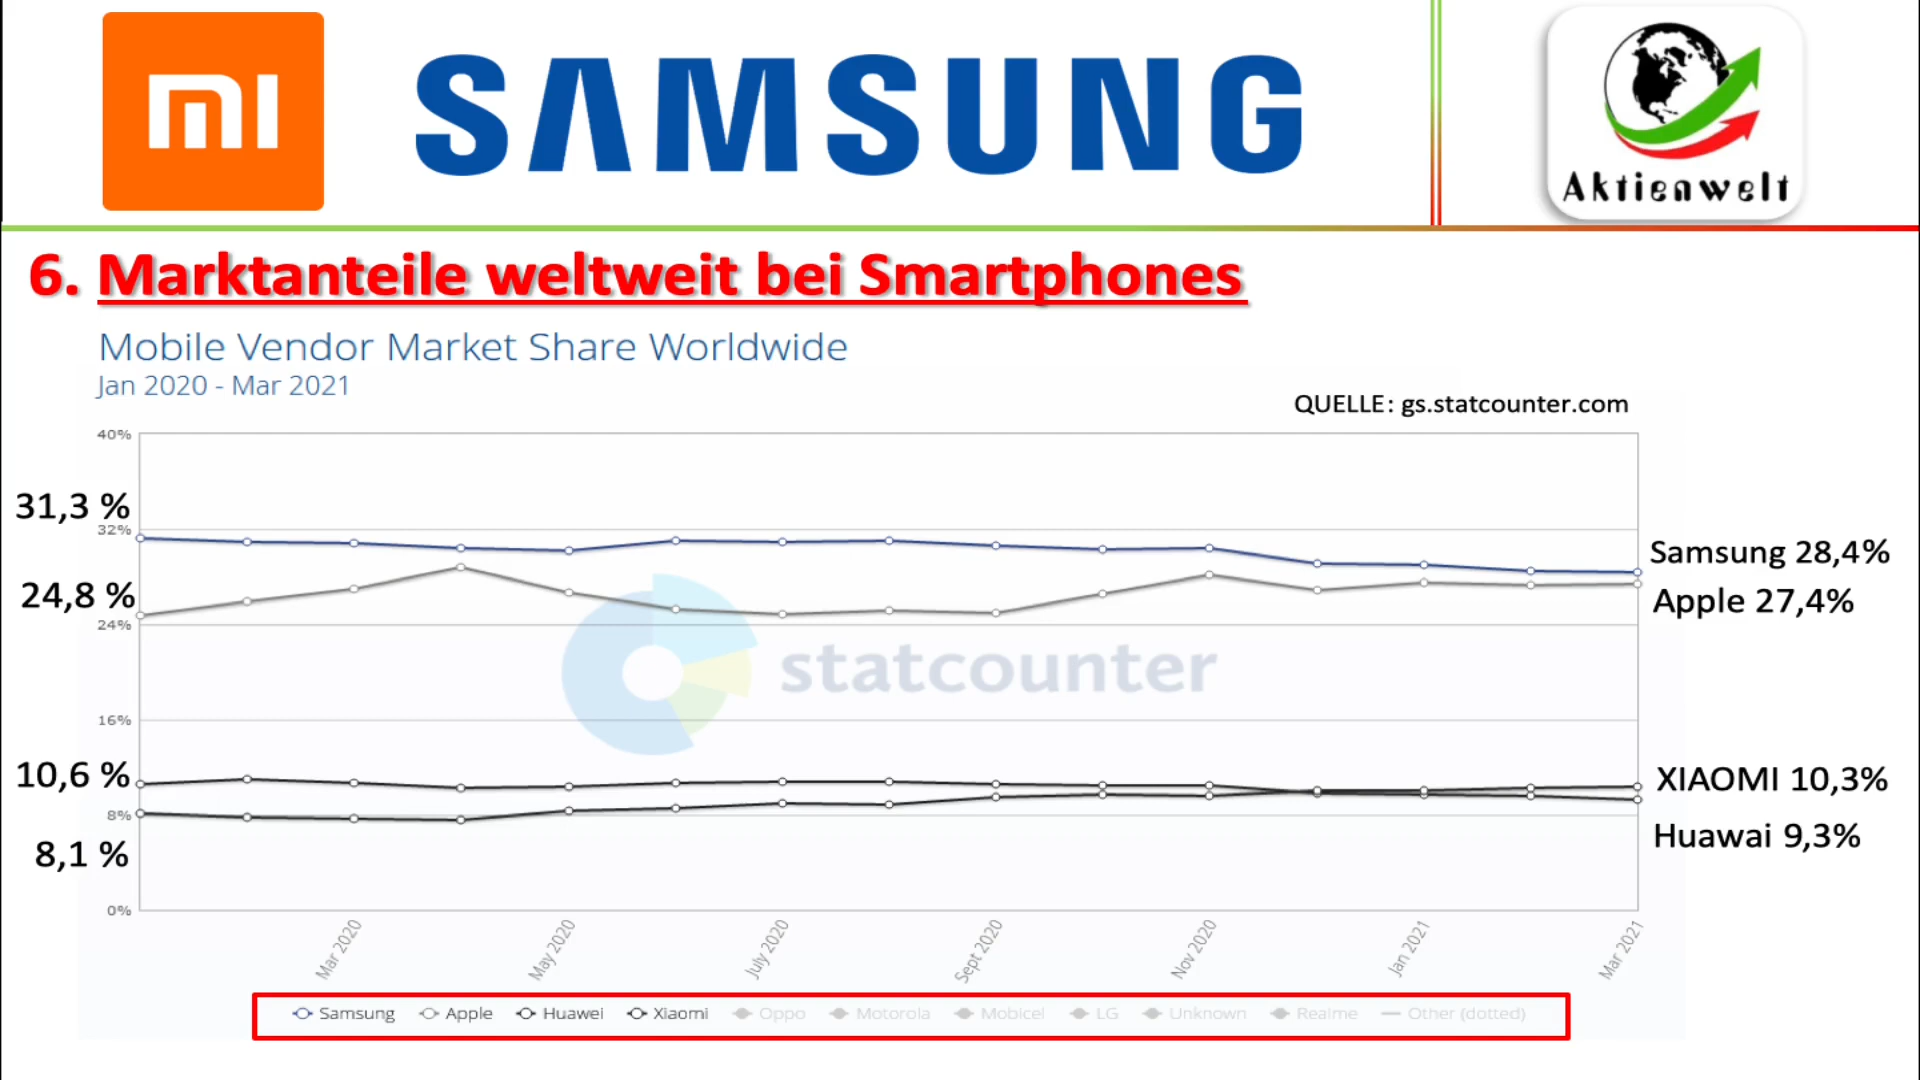 mi
SAMSUNG
Aktienwelt
6. Marktanteile weltweit bei Smartphones
Mobile Vendor Market Share Worldwide
Jan 2020 - Mar 2021
QUELLE: gs.statcounter.com
40%
31,3 %
32%
Samsung 28,4%
24,8 %
Apple 27,4%
24%
statcounter
16%
10,6 %
XIAOMI 10,3%
8%
Huawai 9,3%
8,1 %
0%
Mar 2020 May 2020 July 2020 Sept 2020 Nov 2020 Jan 2021 Mar 2021
Samsung Apple Huawei Xiaomi Oppo Motorola Mobicel LG Unknown Realme Other (dotted)